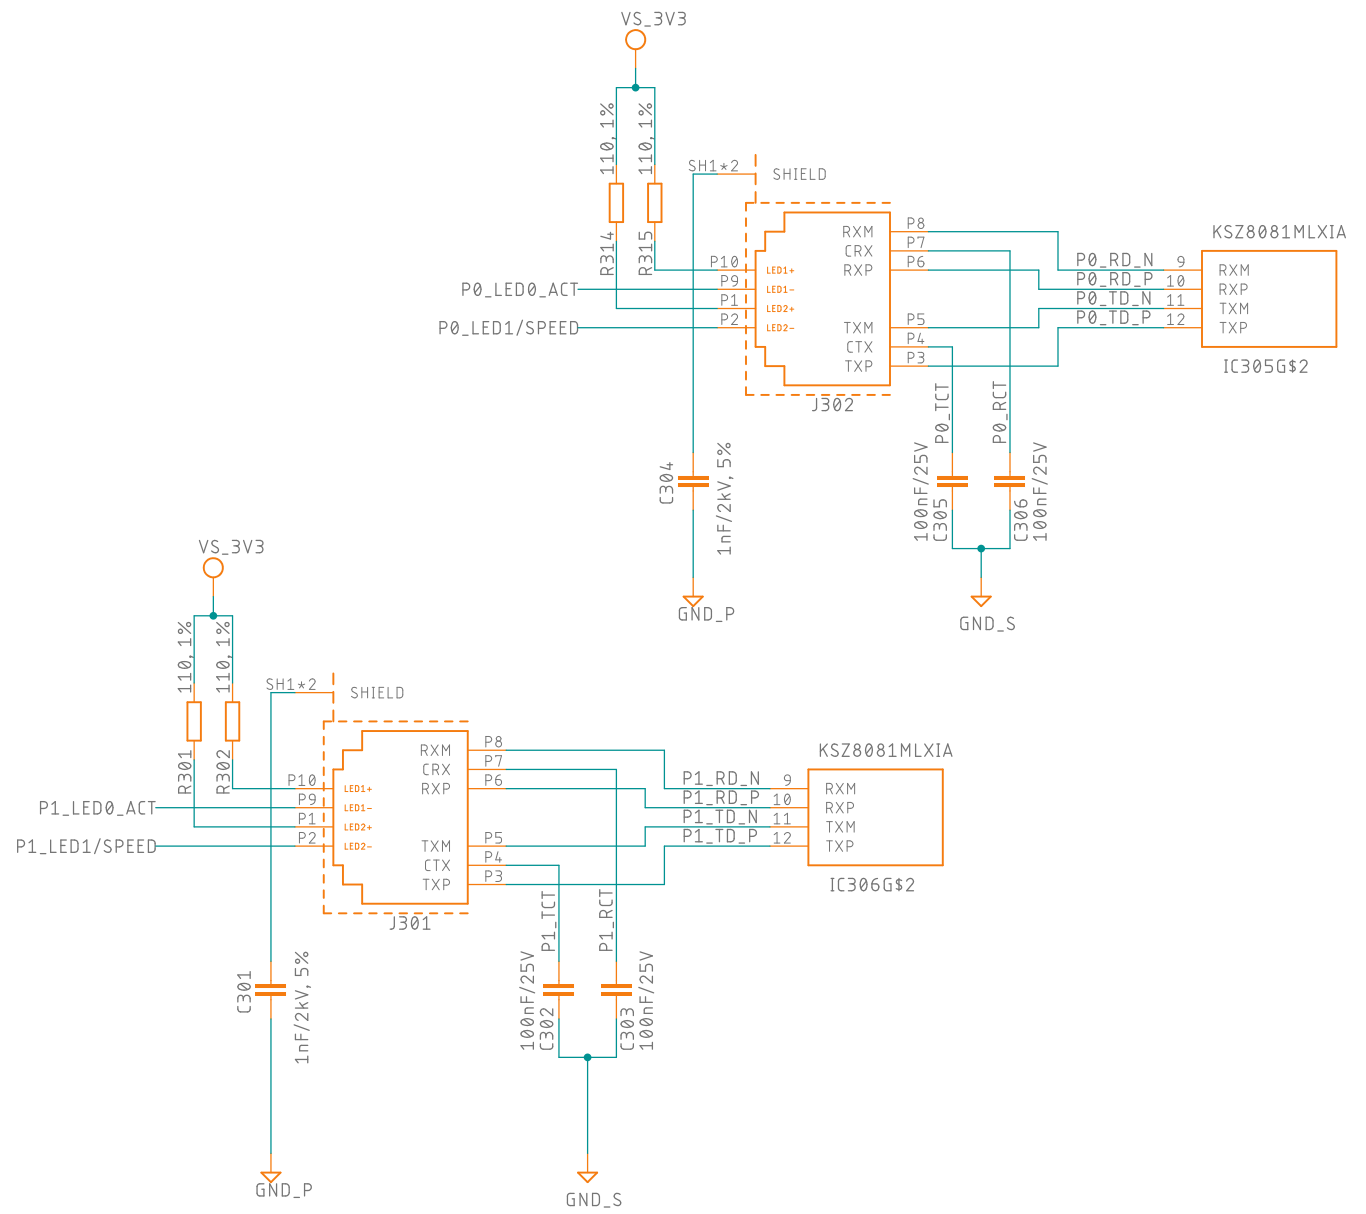 VS_3V3
110,1%
110,1%
R314
R315
SH1*2
SHIELD
P10
P9
P1
P2
LED1+
LED1-
LED2+
LED2-
P0_LED0_ACT
P0_LED1/SPEED
RXM
CRX
RXP
TXM
CTX
TXP
P8
P7
P6
P5
P4
P3
J302
P0_RD_N
P0_RD_P
P0_TD_N
P0_TD_P
9
10
11
12
KSZ8081MLXIA
RXM
RXP
TXM
TXP
IC305G$2
P0_TCT
P0_RCT
C304
1nF/2kV,5%
100nF/25V
C305
C306
100nF/25V
GND_P
GND_S
VS_3V3
110,1%
110,1%
R301
R302
SH1*2
SHIELD
P10
P9
P1
P2
LED1+
LED1-
LED2+
LED2-
P1_LED0_ACT
P1_LED1/SPEED
RXM
CRX
RXP
TXM
CTX
TXP
P8
P7
P6
P5
P4
P3
J301
P1_RD_N
P1_RD_P
P1_TD_N
P1_TD_P
9
10
11
12
KSZ8081MLXIA
RXM
RXP
TXM
TXP
IC306G$2
P1_TCT
P1_RCT
C301
1nF/2kV,5%
100nF/25V
C302
C303
100nF/25V
GND_P
GND_S